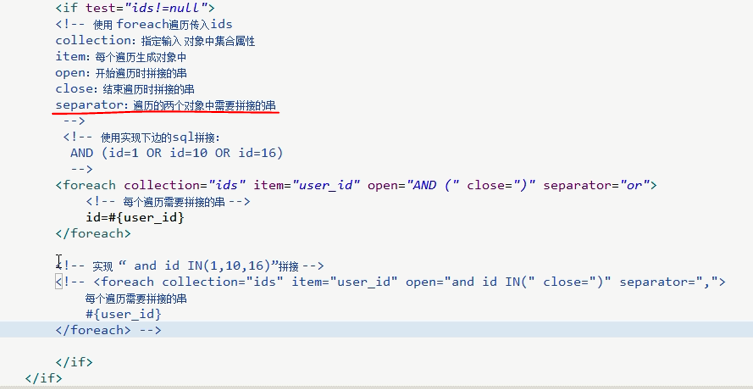 <if test="ids!=null">
<!-- 使用 foreach遍历传入ids
collection：指定输入 对象中集合属性
item：每个遍历生成对象中
open：开始遍历时拼接的串
close：结束遍历时拼接的串
separator：遍历的两个对象中需要拼接的串
-->
<!-- 使用实现下边的sql拼接：
AND (id=1 OR id=10 OR id=16)
-->
<foreach collection="ids" item="user_id" open="AND (" close=")" separator="or">
<!-- 每个遍历需要拼接的串 -->
id=#{user_id}
</foreach>
<!-- 实现 “ and id IN(1,10,16)”拼接 -->
<!-- <foreach collection="ids" item="user_id" open="and id IN(" close=")" separator=",">
每个遍历需要拼接的串
#{user_id}
</foreach> -->
</if>
</if>